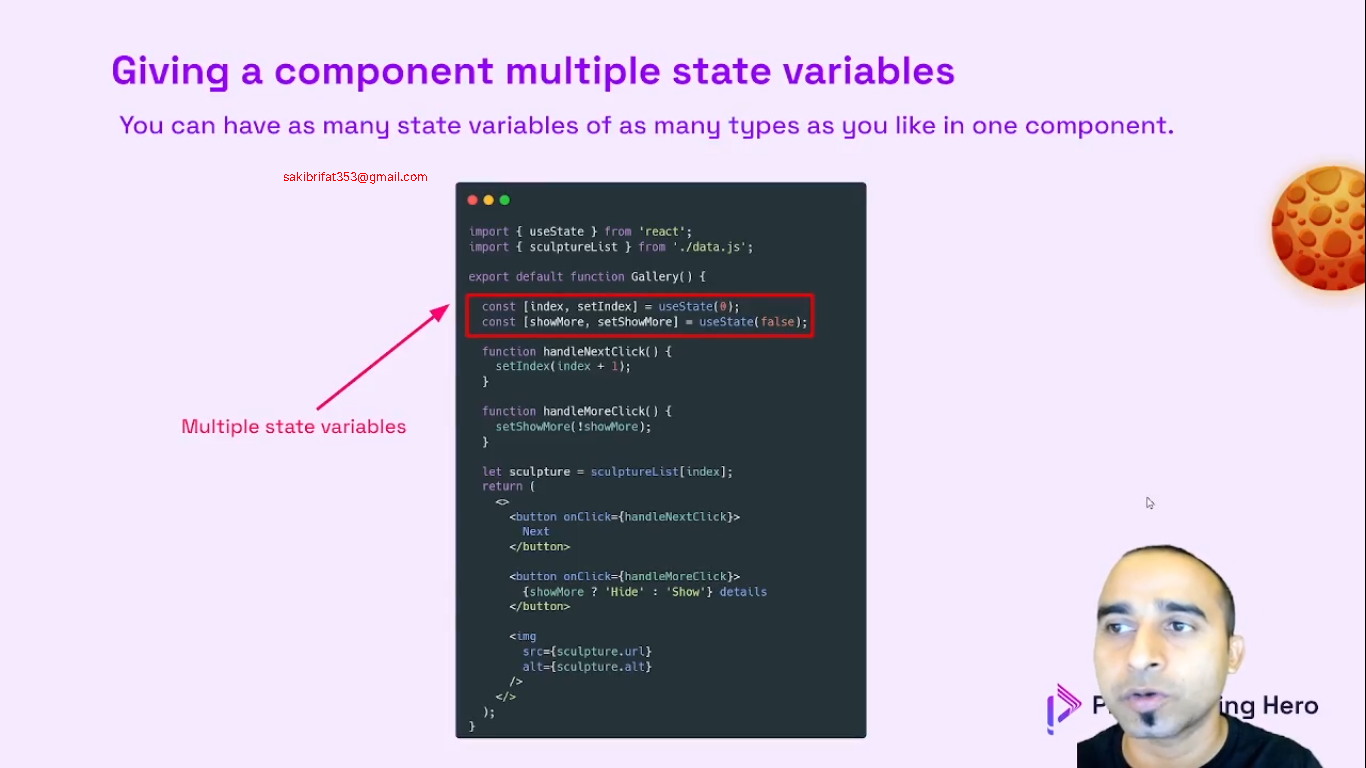 Giving a component multiple state variables
You can have as many state variables of as many types as you like in one component.
sakibrifat353@gmail.com
import { useState } from 'react';
import { sculptureList } from './data.js';
export default function Gallery() {
const [index, setIndex] = useState(0);
const [showMore, setShowMore] = useState(false);
function handleNextClick() {
setIndex(index + 1);
}
function handleMoreClick() {
setShowMore(!showMore);
}
let sculpture = sculptureList[index];
return (
<>
<button onClick={handleNextClick}>
Next
</button>
<button onClick={handleMoreClick}>
{showMore ? 'Hide' : 'Show'} details
</button>
<img
src={sculpture.url}
alt={sculpture.alt}
/>
</>
);
}
Multiple state variables
Hero